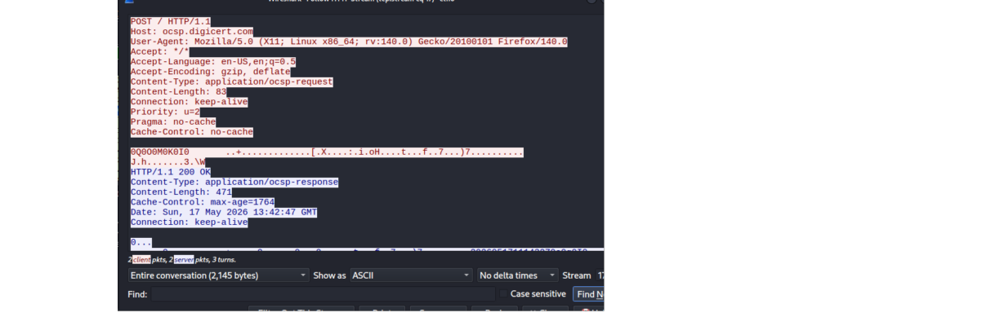 POST / HTTP/1.1
Host: ocsp.digicert.com
User-Agent: Mozilla/5.0 (X11; Linux x86_64; rv:140.0) Gecko/20100101 Firefox/140.0
Accept: */*
Accept-Language: en-US,en;q=0.5
Accept-Encoding: gzip, deflate
Content-Type: application/ocsp-request
Content-Length: 83
Connection: keep-alive
Priority: u=2
Pragma: no-cache
Cache-Control: no-cache
0Q0O0M0K0I0 ..+.............[.X....:.i.oH....t...f..7...)7..........
J.h.......3.\W
HTTP/1.1 200 OK
Content-Type: application/ocsp-response
Content-Length: 471
Cache-Control: max-age=1764
Date: Sun, 17 May 2026 13:42:47 GMT
Connection: keep-alive
0...
2 client pkts, 2 server pkts, 3 turns.
Entire conversation (2,145 bytes) Show as ASCII No delta times Stream
Find: Case sensitive Find